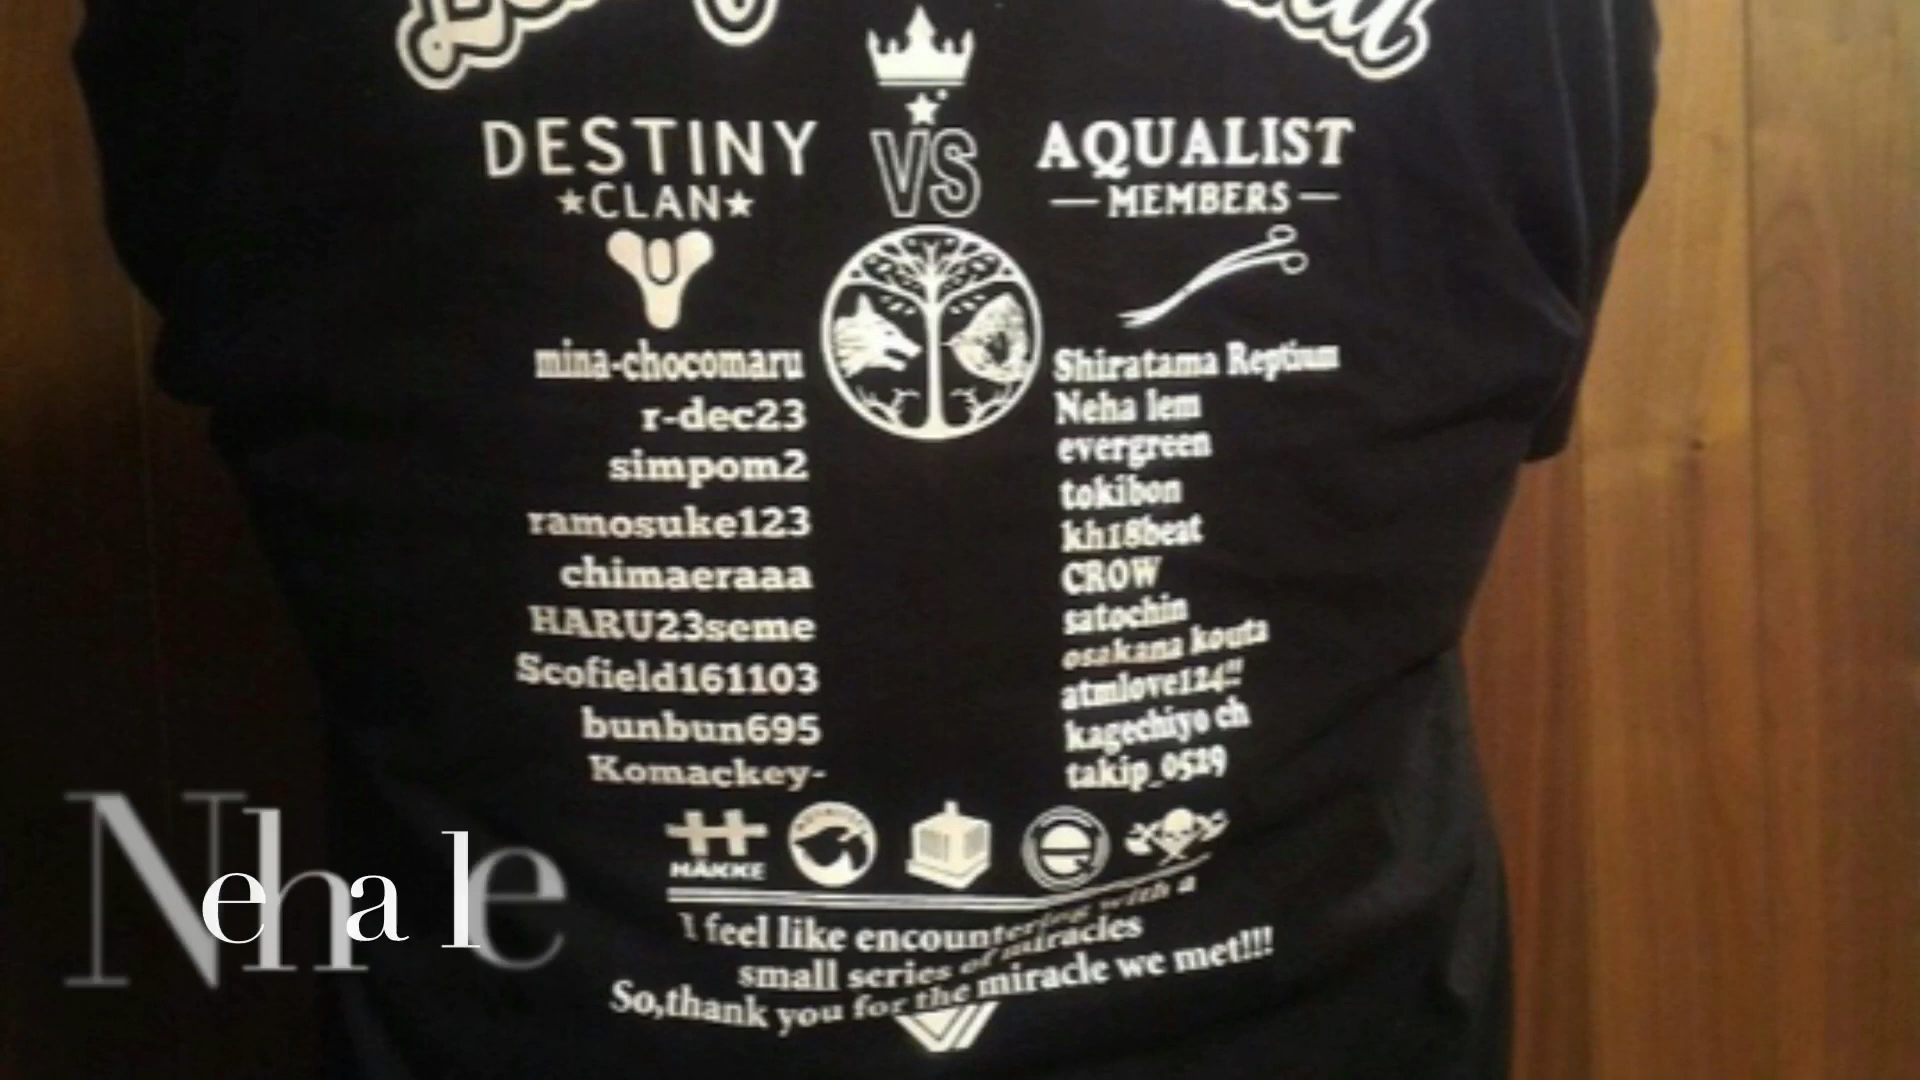 DESTINY
★CLAN★
VS
AQUALIST
MEMBERS
mina-chocomaru
r-dec23
simpom2
ramosuke123
chimaeraaa
HARU23seme
Scofield161103
bunbun695
Komackey-
Shiratama Reptium
Neha lem
evergreen
tokibon
kh18beat
CROW
satochin
osakana kouta
atmlove124!!
kagechiyo ch
takip_0529
HÄKKE
I feel like encountering with a
small series of miracles
So,thank you for the miracle we met!!!
Neha le